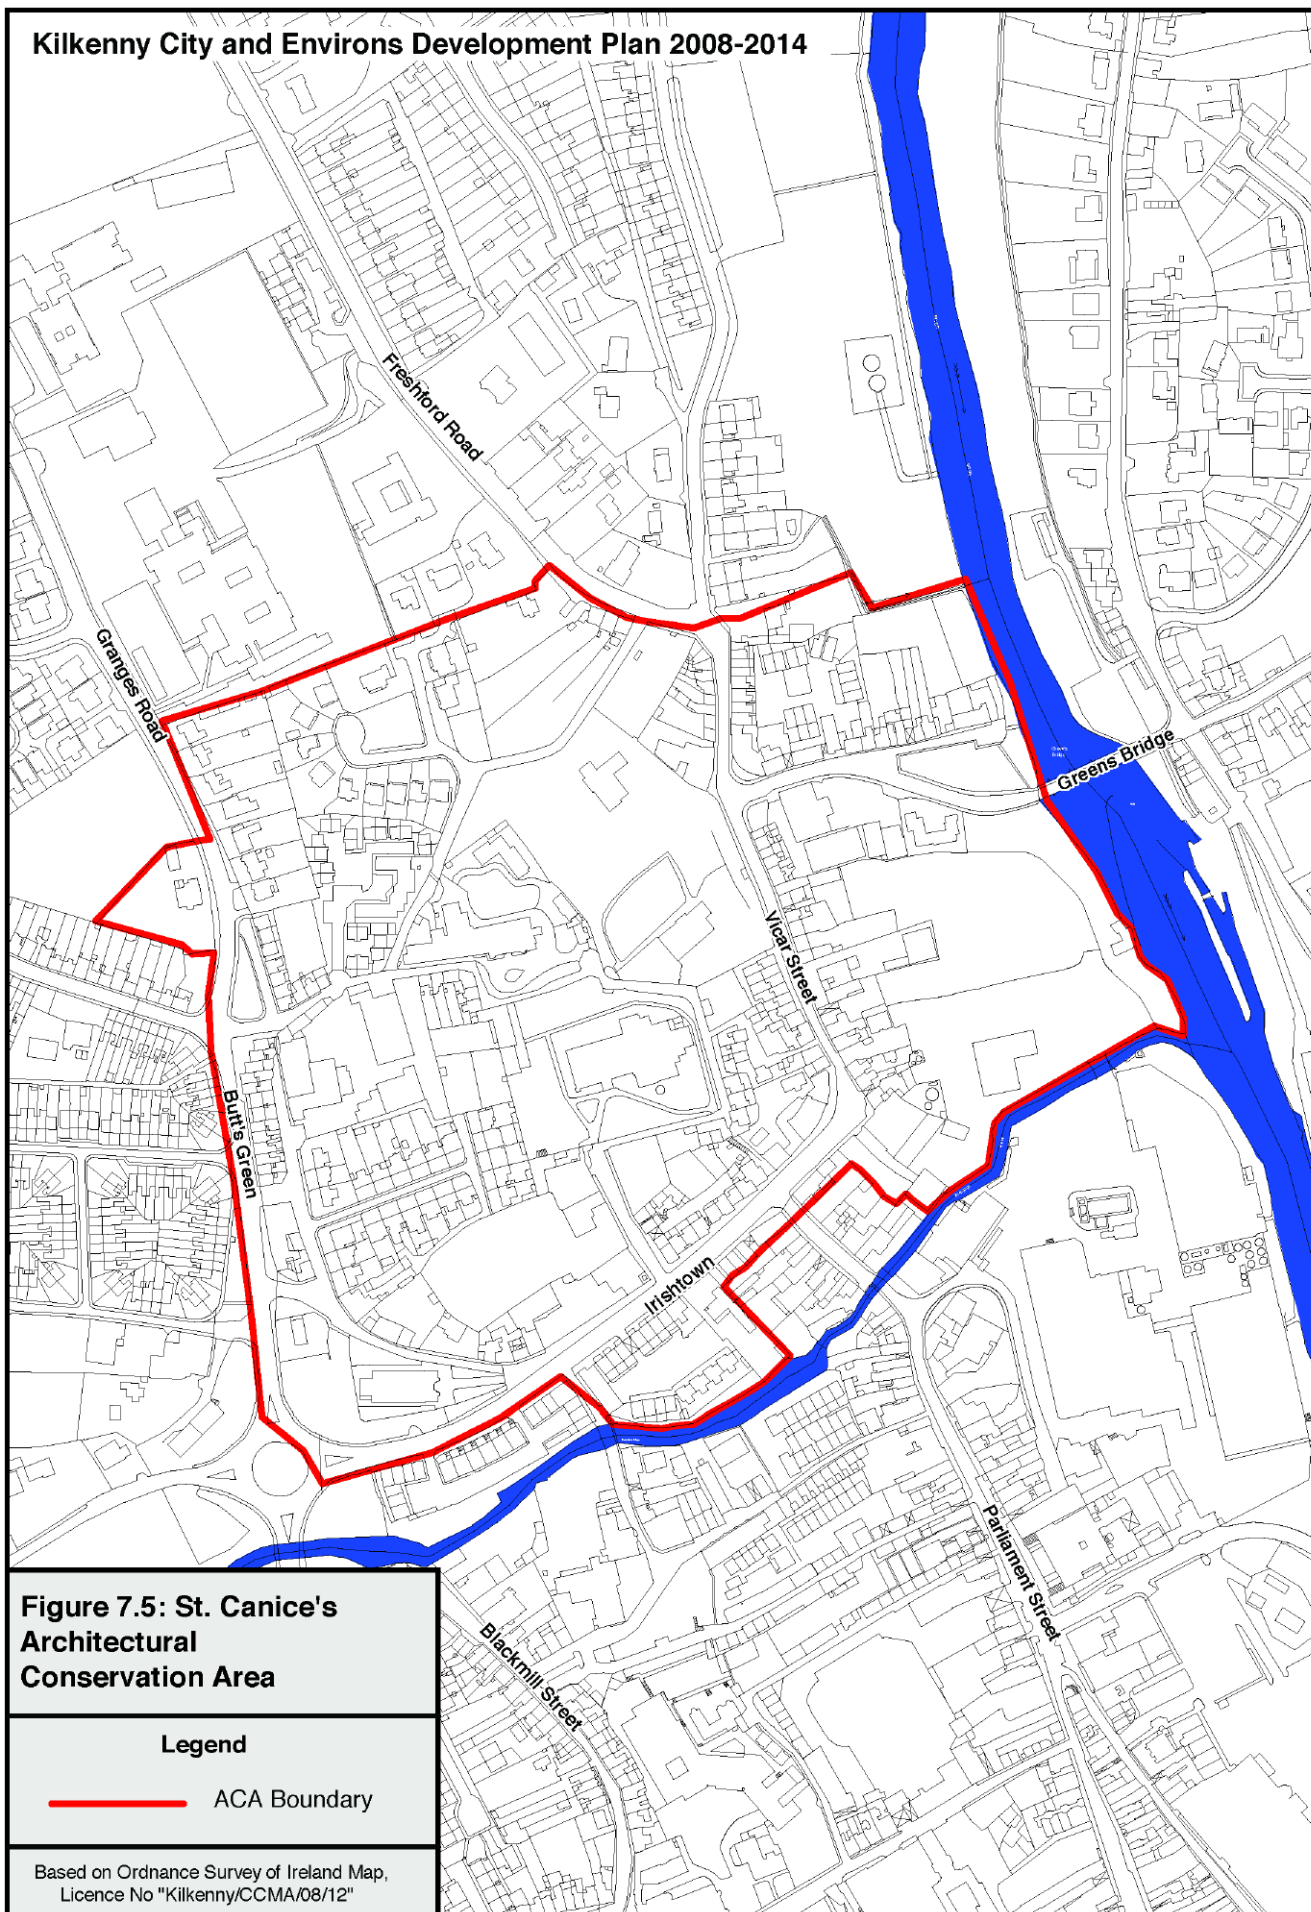 Kilkenny City and Environs Development Plan 2008-2014
Freshford Road
Granges Road
Greens Bridge
Vicar Street
Butt's Green
Irishtown
Parliament Street
Blackmill Street
Figure 7.5: St. Canice's
Architectural
Conservation Area
Legend
ACA Boundary
Based on Ordnance Survey of Ireland Map,
Licence No "Kilkenny/CCMA/08/12"